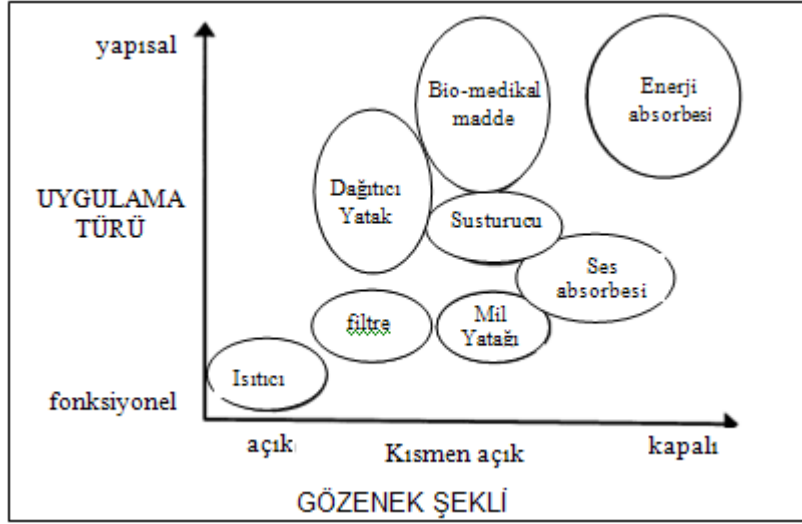 yapısal
Bio-medikal
madde
Enerji
absorbesi
UYGULAMA
TÜRÜ
Dağıtıcı
Yatak
Susturucu
Ses
absorbesi
filtre
Mil
Yatağı
Isıtıcı
fonksiyonel
açık
Kısmen açık
kapalı
GÖZENEK ŞEKLİ